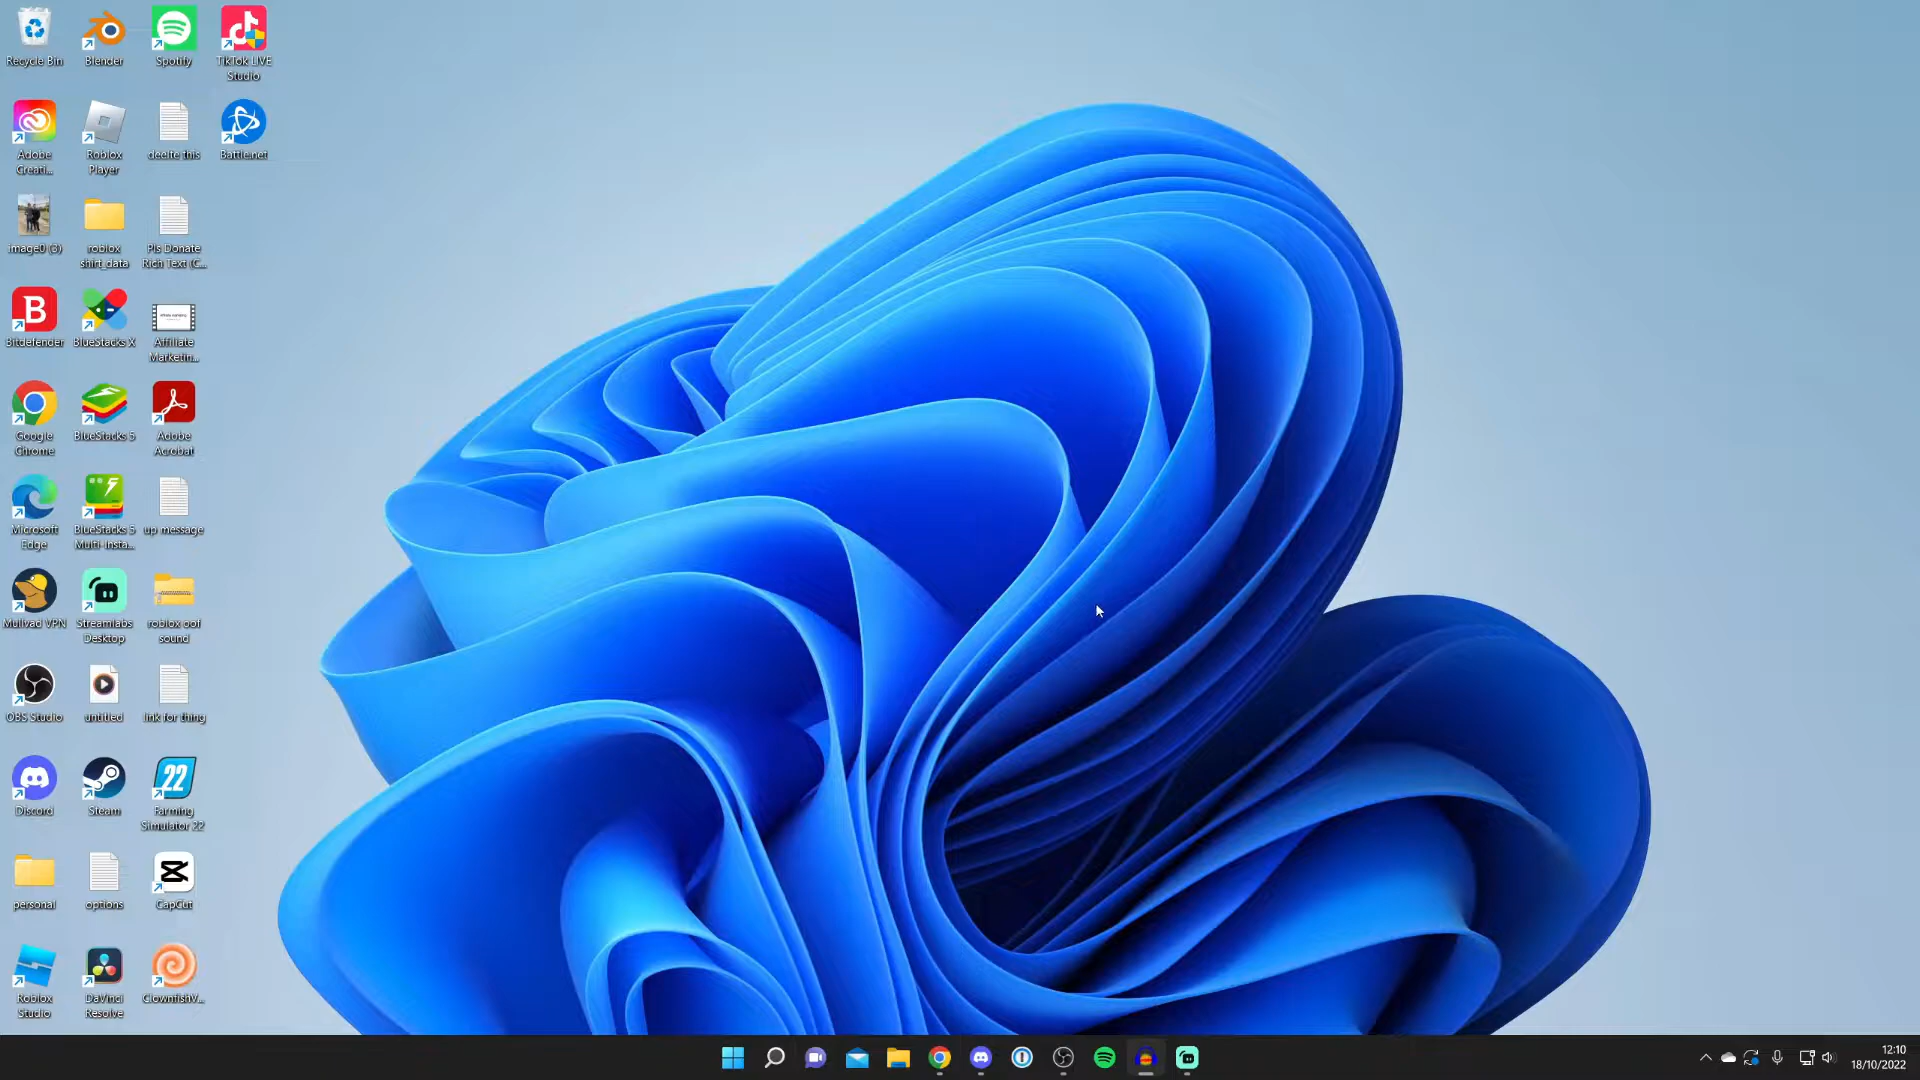 Recycle Bin
Blender
Spotify
TikTok LIVE
Studio
Adobe
Creati...
Roblox
Player
deelte this
Battle.net
image0 (3)
roblox
shirt_data
Pls Donate
Rich Text (C...
Bitdefender
BlueStacks X
Affiliate
Marketin...
Google
Chrome
BlueStacks 5
Adobe
Acrobat
Microsoft
Edge
BlueStacks 5
Multi-Insta...
up message
Mullvad VPN
Streamlabs
Desktop
roblox oof
sound
OBS Studio
untitled
link for thing
Discord
Steam
22
Farming
Simulator 22
personal
options
CapCut
Roblox
Studio
DaVinci
Resolve
ClownfishV...
12:10
18/10/2022